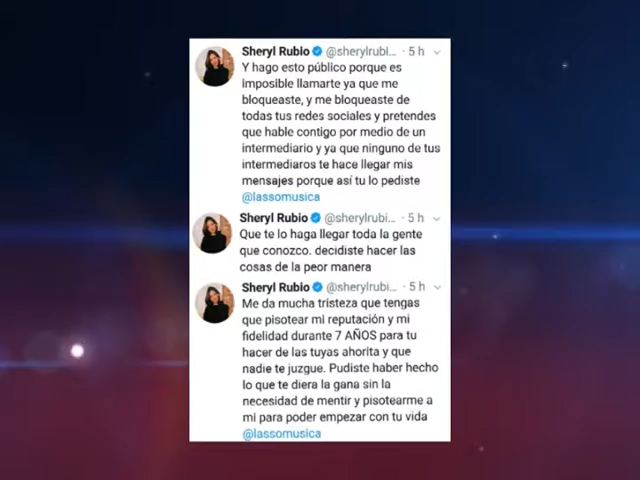 Sheryl Rubio @sherylrubi... · 5 h
Y hago esto público porque es
imposible llamarte ya que me
bloqueaste, y me bloqueaste de
todas tus redes sociales y pretendes
que hable contigo por medio de un
intermediario y ya que ninguno de tus
intermediaros te hace llegar mis
mensajes porque así tu lo pediste
@lassomusica
Sheryl Rubio @sherylrubi... · 5 h
Que te lo haga llegar toda la gente
que conozco. decidiste hacer las
cosas de la peor manera
Sheryl Rubio @sherylrubi... · 5 h
Me da mucha tristeza que tengas
que pisotear mi reputación y mi
fidelidad durante 7 AÑOS para tu
hacer de las tuyas ahorita y que
nadie te juzgue. Pudiste haber hecho
lo que te diera la gana sin la
necesidad de mentir y pisotearme a
mi para poder empezar con tu vida
@lassomusica